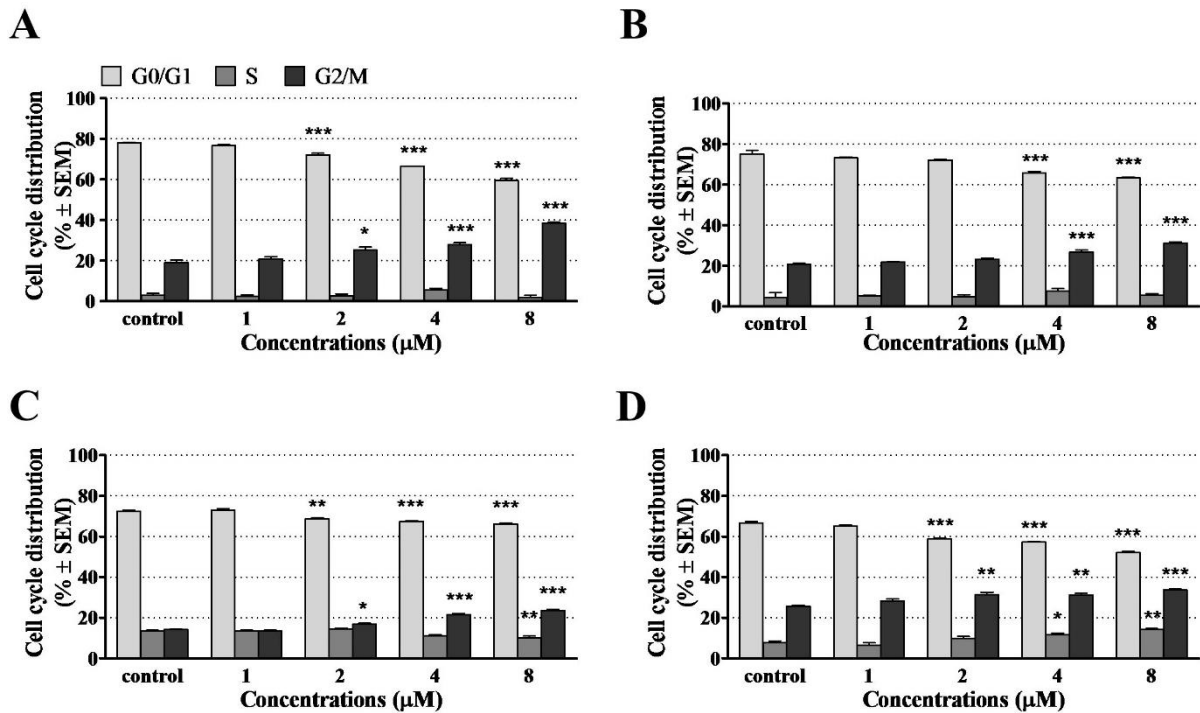 A
G0/G1 S G2/M
Cell cycle distribution
(% ± SEM)
100
80
60
40
20
0
***
***
***
*
***
***
control 1 2 4 8
Concentrations (μM)
B
Cell cycle distribution
(% ± SEM)
100
80
60
40
20
0
***
***
***
***
control 1 2 4 8
Concentrations (μM)
C
Cell cycle distribution
(% ± SEM)
100
80
60
40
20
0
**
***
***
*
***
**
***
control 1 2 4 8
Concentrations (μM)
D
Cell cycle distribution
(% ± SEM)
100
80
60
40
20
0
***
***
***
**
*
**
**
***
control 1 2 4 8
Concentrations (μM)